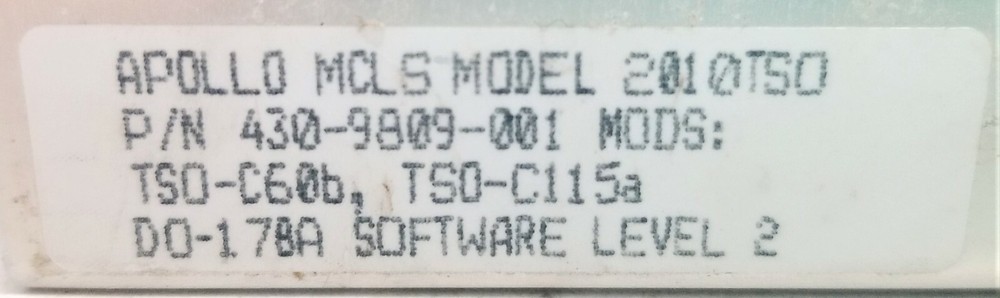 APOLLO MCLS MODEL 2010TSO
P/N 430-9809-001 MODS:
TSO-C60b, TSO-C115a
DO-178A SOFTWARE LEVEL 2